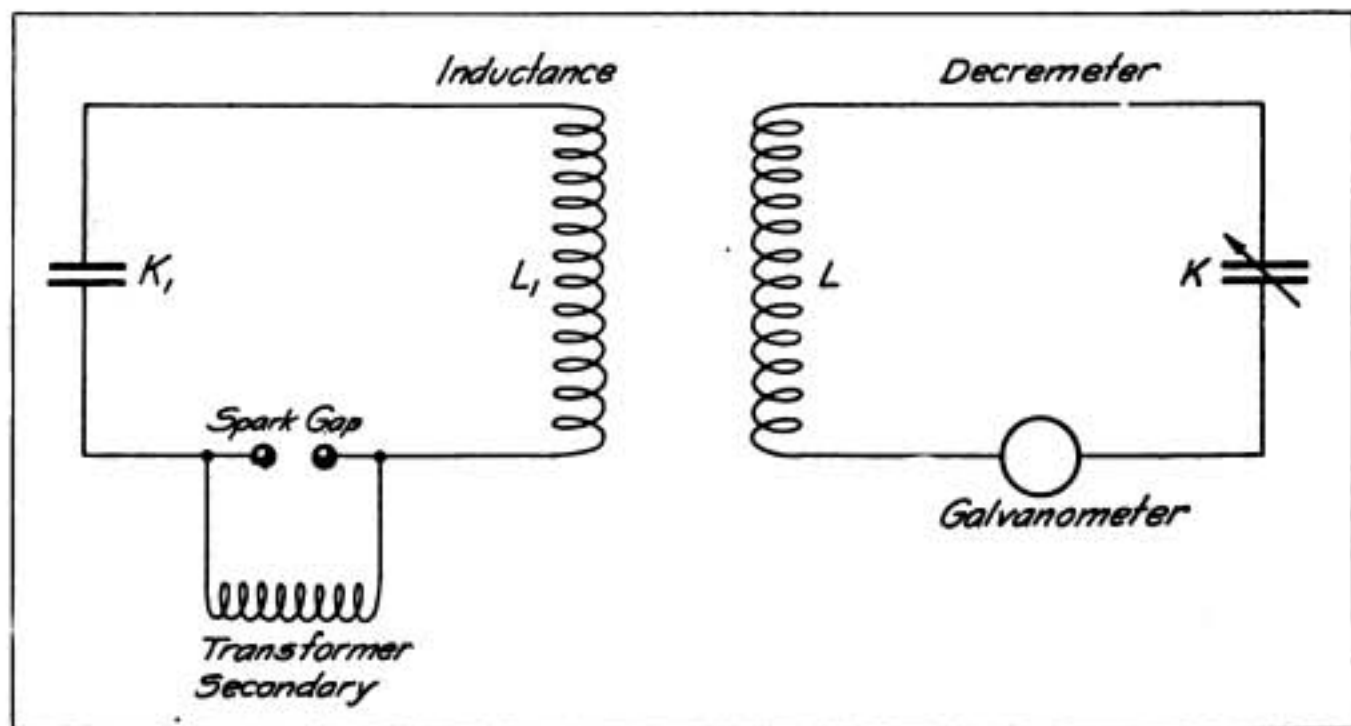 Inductance
Decremeter
K₁
L₁
L
K
Spark Gap
Galvanometer
Transformer
Secondary